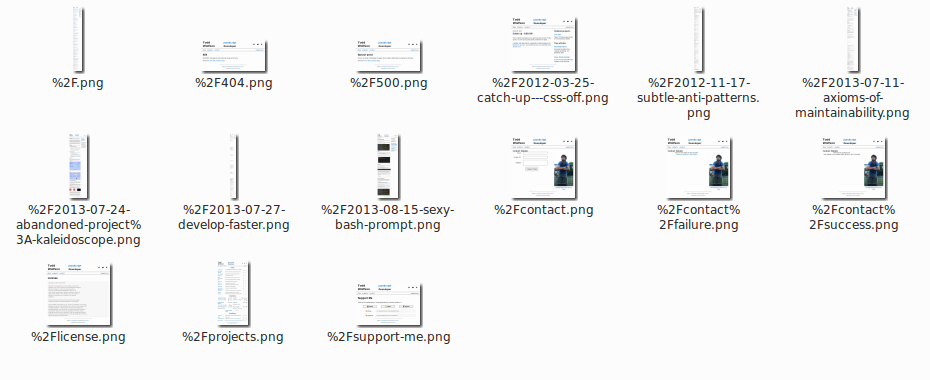 %2F.png
%2F404.png
%2F500.png
%2F2012-03-25-
catch-up---css-off.png
%2F2012-11-17-
subtle-anti-patterns.
png
%2F2013-07-11-
axioms-of-
maintainability.png
%2F2013-07-24-
abandoned-project%
3A-kaleidoscope.png
%2F2013-07-27-
develop-faster.png
%2F2013-08-15-sexy-
bash-prompt.png
%2Fcontact.png
%2Fcontact%
2Ffailure.png
%2Fcontact%
2Fsuccess.png
%2Flicense.png
%2Fprojects.png
%2Fsupport-me.png